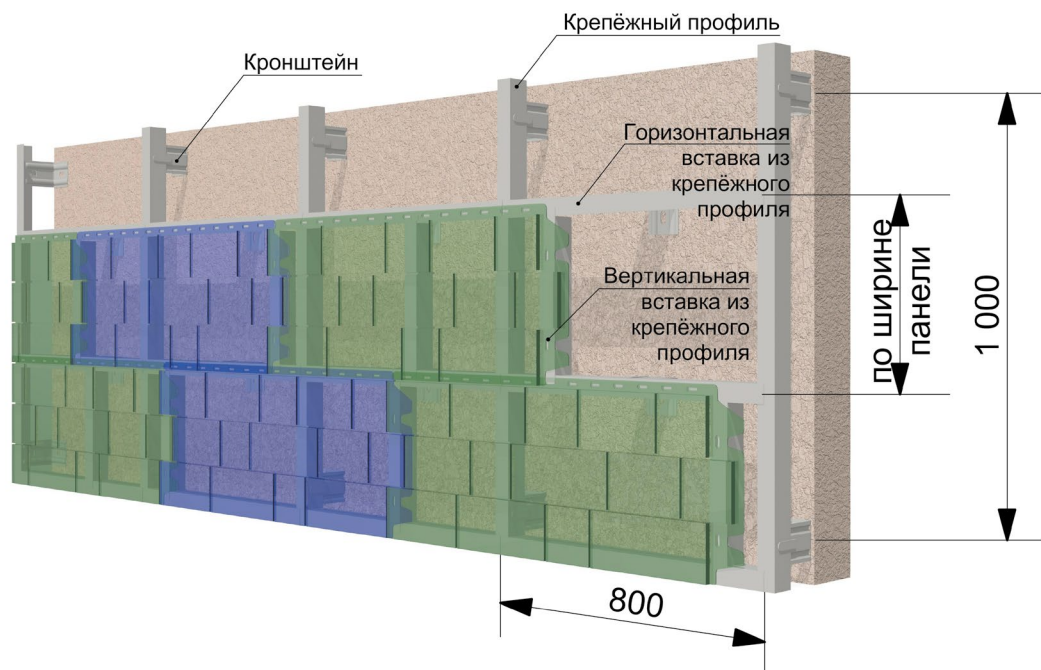 Крепёжный профиль
Кронштейн
Горизонтальная
вставка из
крепёжного
профиля
Вертикальная
вставка из
крепёжного
профиля
по ширине
панели
1 000
800